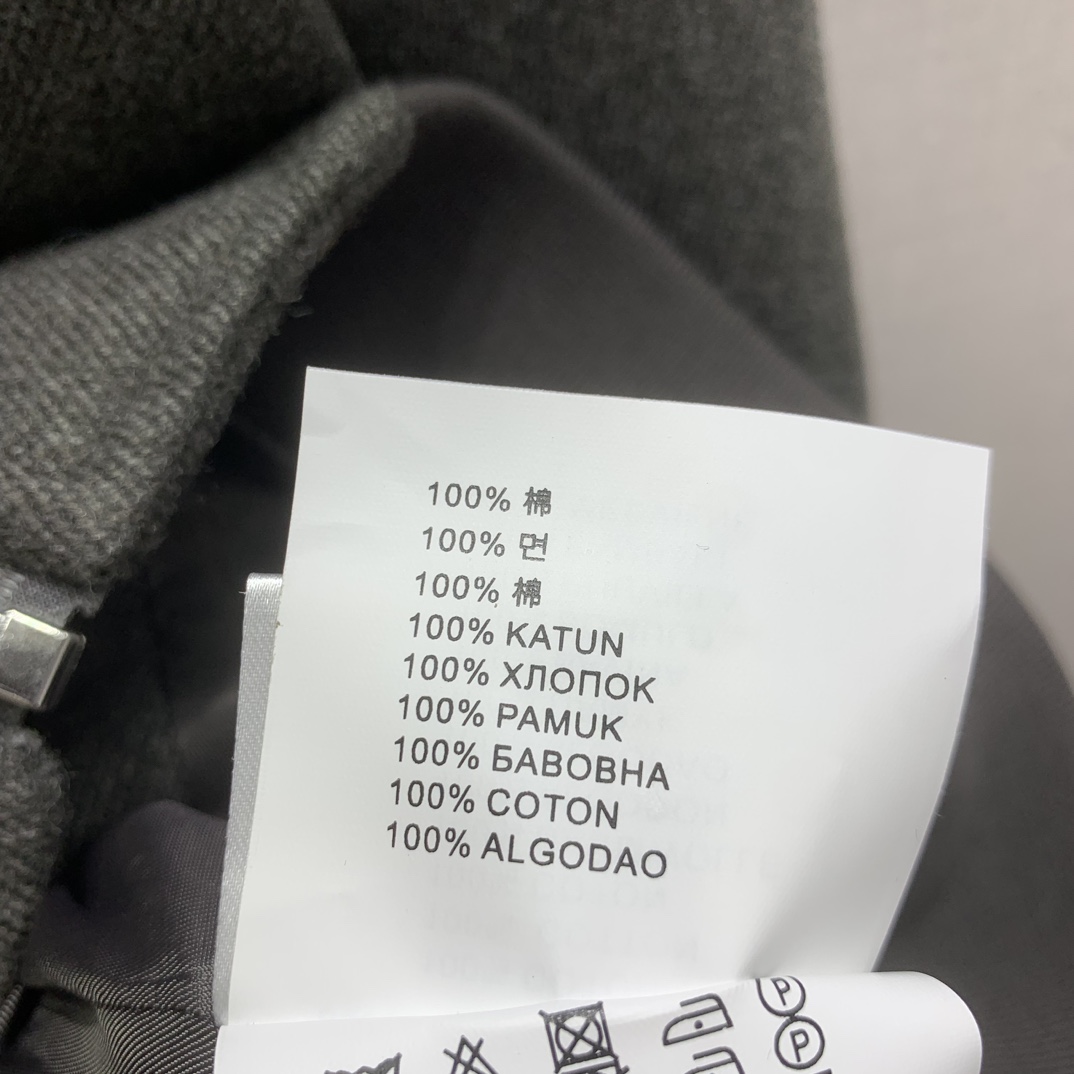 100% 棉
100% 면
100% 棉
100% KATUN
100% ХЛОПОК
100% PAMUK
100% БАВОВНА
100% COTON
100% ALGODAO
P
P